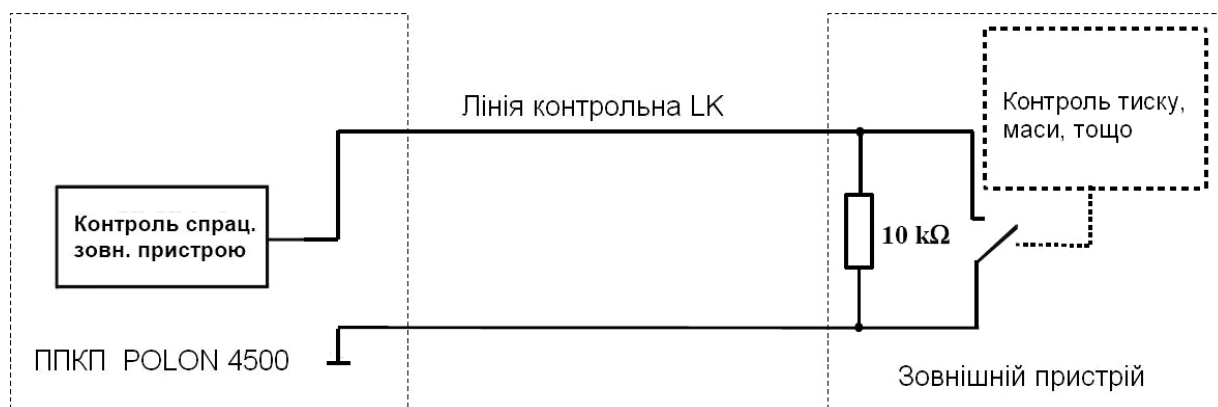 Лінія контрольна LK
Контроль тиску,
маси, тощо
Контроль спрац.
зовн. пристрою
10 kΩ
ППКП POLON 4500
Зовнішній пристрій